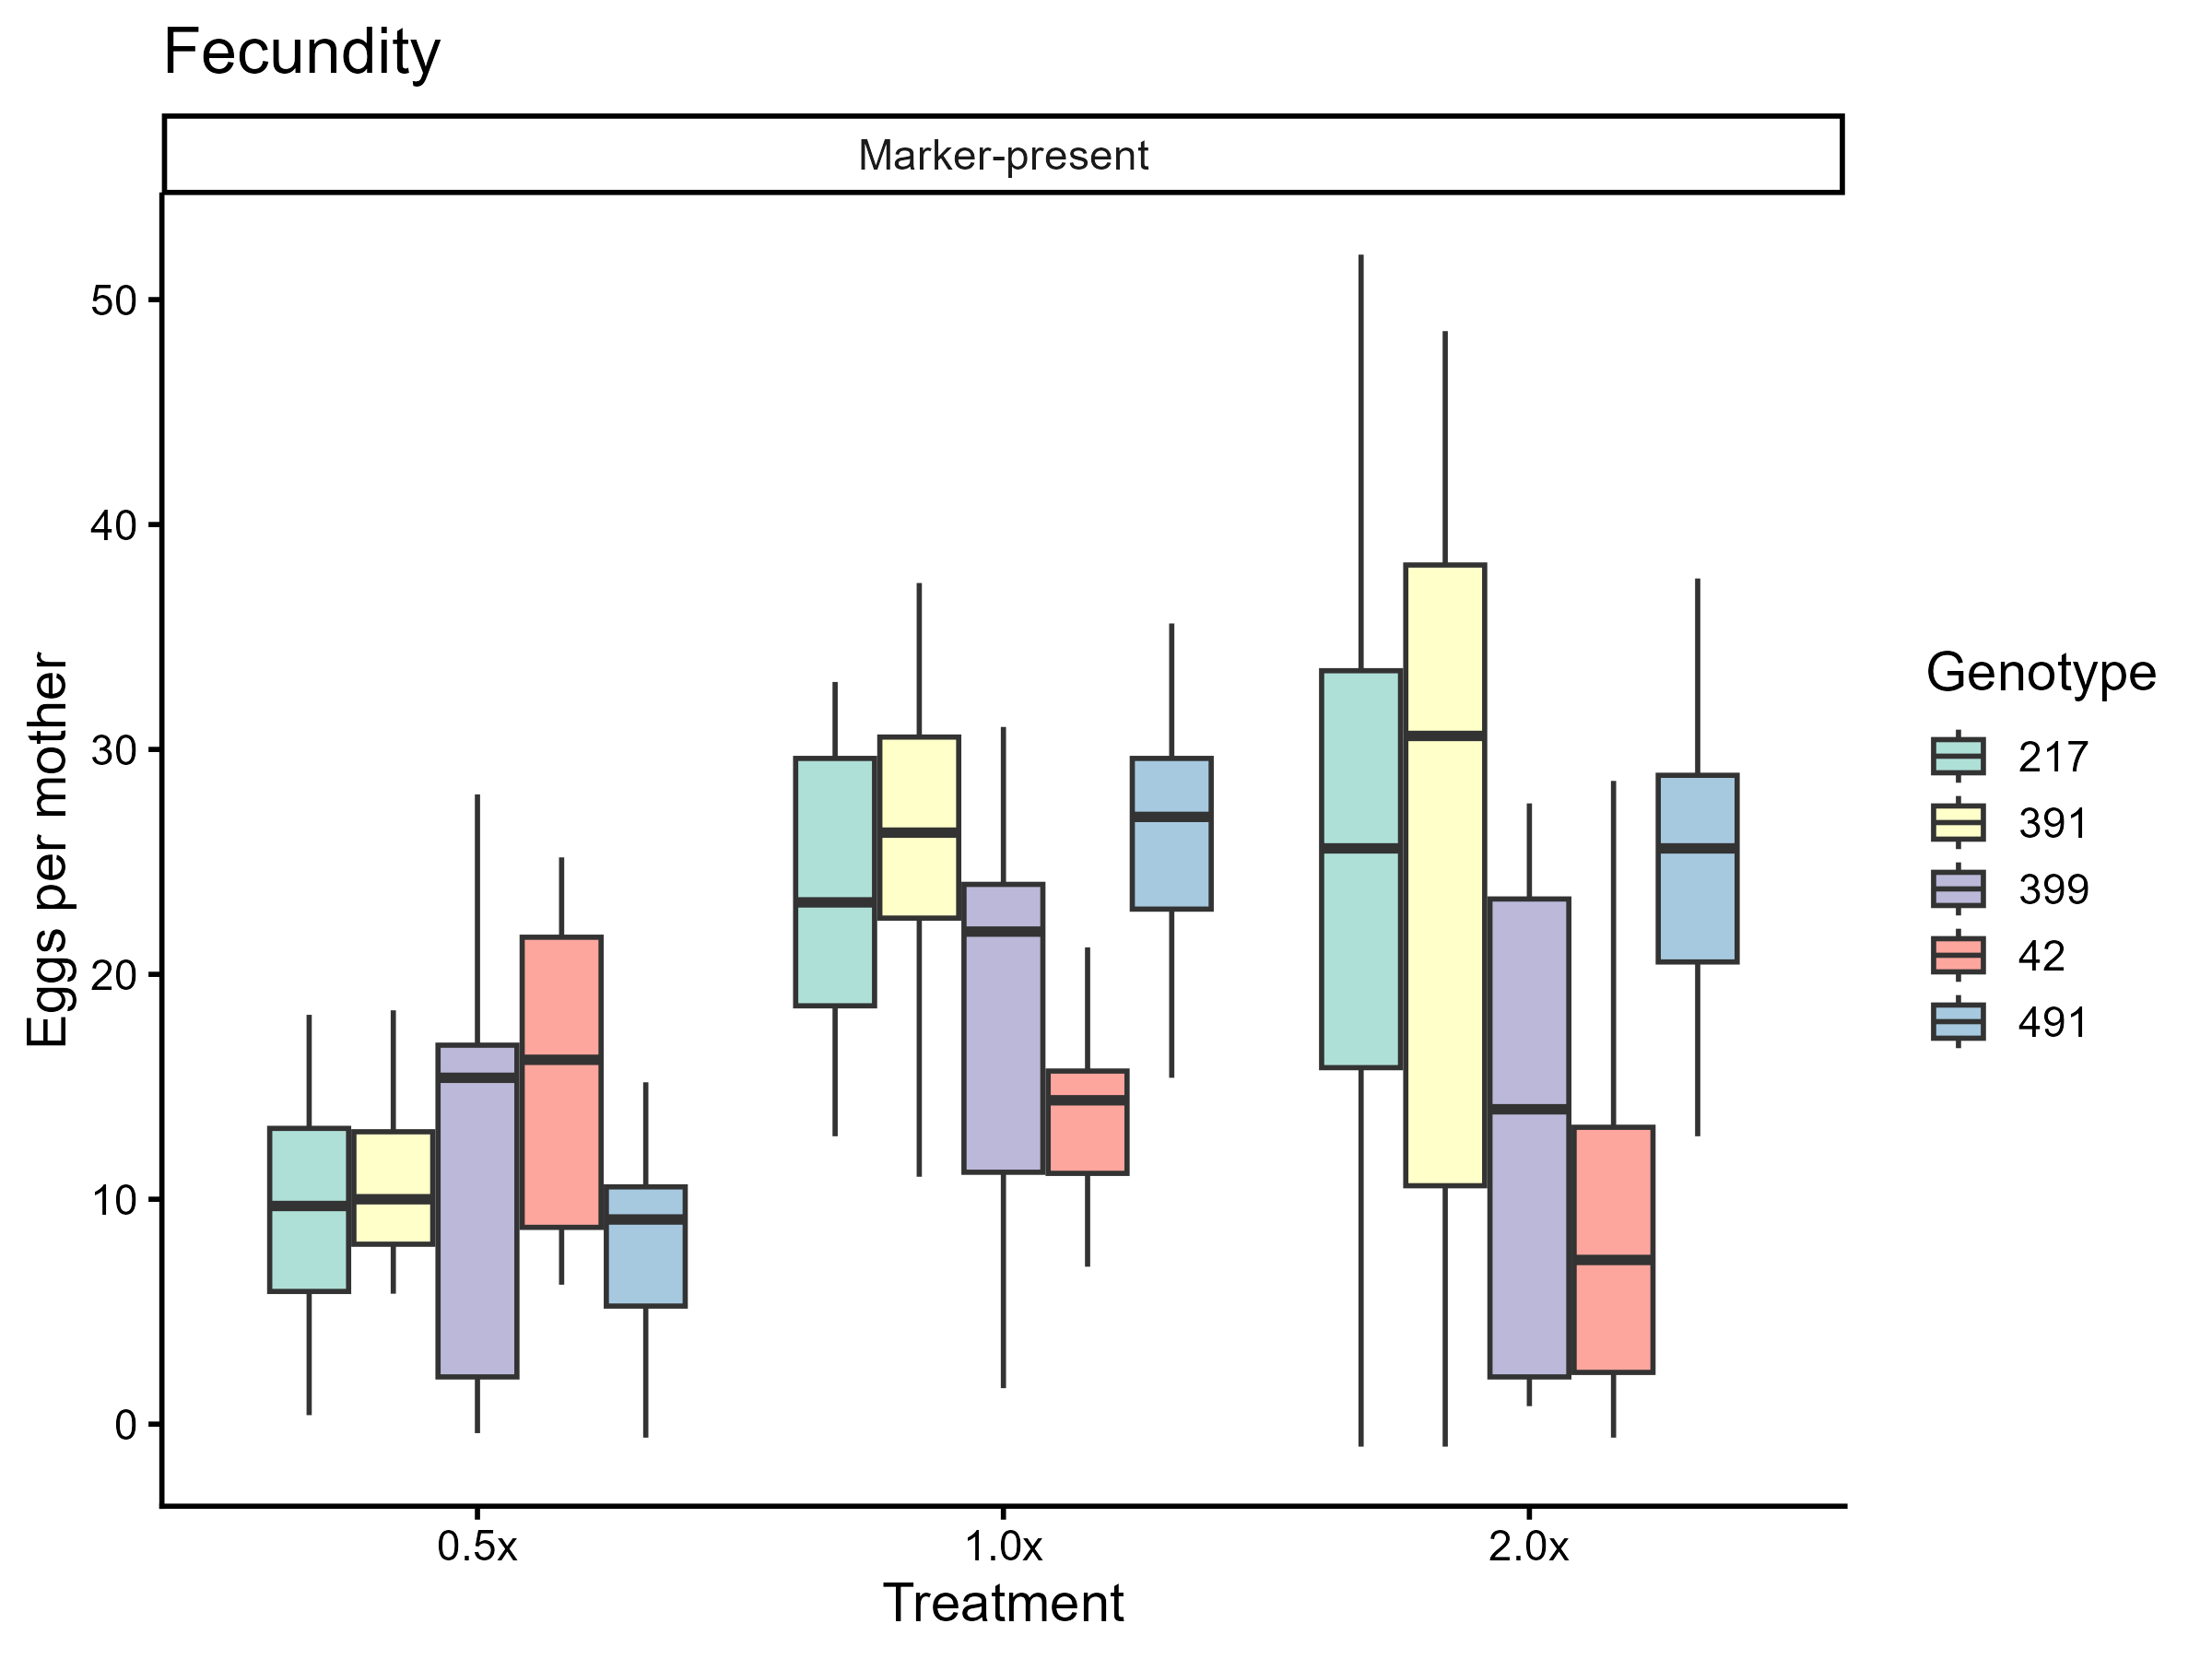 Fecundity
Marker-present
Eggs per mother
50
40
30
20
10
0
0.5x
1.0x
2.0x
Treatment
Genotype
217
391
399
42
491